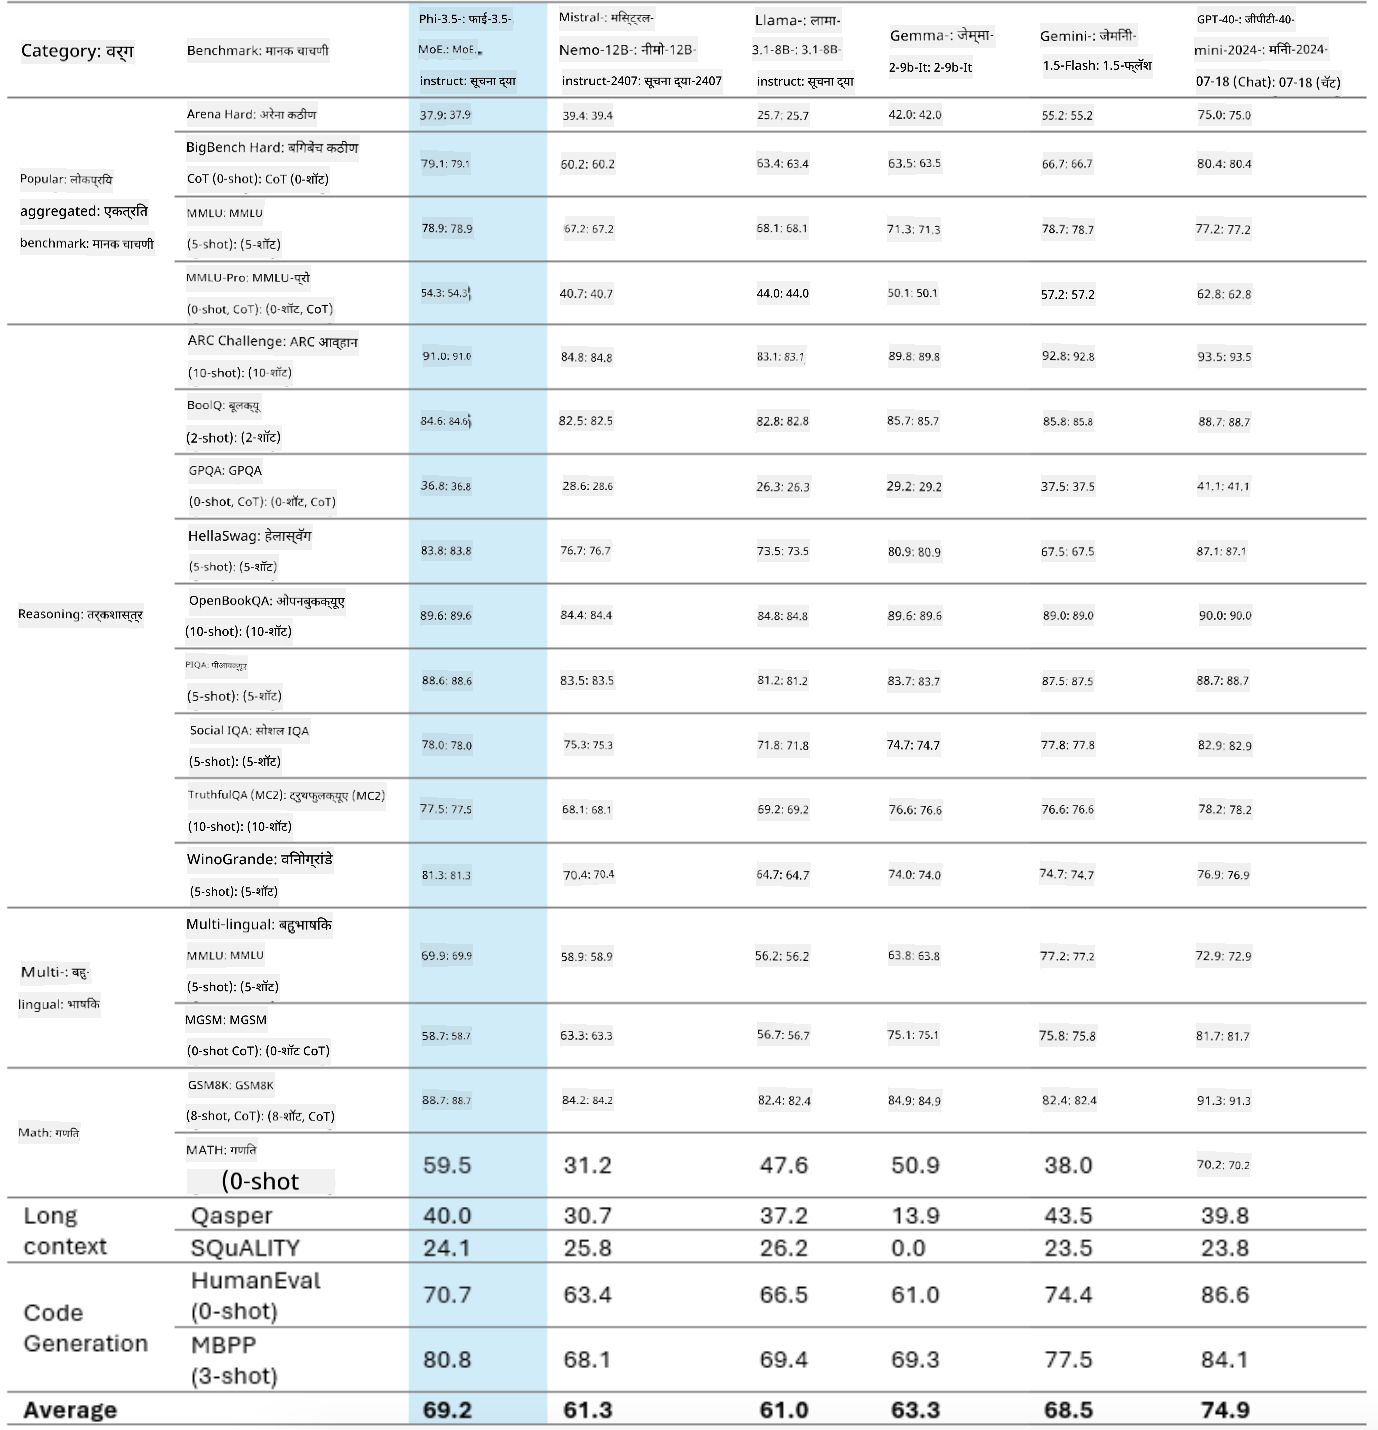 Category: वर्ग
Benchmark: मानक चाचणी
Phi-3.5-: फाई-3.5-
MoE.: MoE.
instruct: सूचना दया
Mistral-: मिस्ट्रल-
Nemo-12B-: नीमो-12B-
instruct-2407: सूचना दया-2407
Llama-: लामा-
3.1-8B-: 3.1-8B-
instruct: सूचना दया
Gemma-: जेम्मा-
2-9b-It: 2-9b-It
Gemini-: जेमिनी-
1.5-Flash: 1.5-फ्लॅश
GPT-40-: जीपीटी-40-
mini-2024-: मिनी-2024-
07-18 (Chat): 07-18 (चॅट)
Popular: लोकप्रिय
aggregated: एकत्रित
benchmark: मानक चाचणी
Arena Hard: अरेना कठीण
37.9: 37.9
39.4: 39.4
25.7: 25.7
42.0: 42.0
55.2: 55.2
75.0: 75.0
BigBench Hard: बिगबेंच कठीण
CoT (0-shot): CoT (0-शॉट)
79.1: 79.1
60.2: 60.2
63.4: 63.4
63.5: 63.5
66.7: 66.7
80.4: 80.4
MMLU: MMLU
(5-shot): (5-शॉट)
78.9: 78.9
67.2: 67.2
68.1: 68.1
71.3: 71.3
78.7: 78.7
77.2: 77.2
MMLU-Pro: MMLU-प्रो
(0-shot, CoT): (0-शॉट, CoT)
54.3: 54.3
40.7: 40.7
44.0: 44.0
50.1: 50.1
57.2: 57.2
62.8: 62.8
Reasoning: तर्कशास्त्र
ARC Challenge: ARC आव्हान
(10-shot): (10-शॉट)
91.0: 91.0
84.8: 84.8
83.1: 83.1
89.8: 89.8
92.8: 92.8
93.5: 93.5
BoolQ: बूलक्यू
(2-shot): (2-शॉट)
84.6: 84.6
82.5: 82.5
82.8: 82.8
85.7: 85.7
85.8: 85.8
88.7: 88.7
GPQA: GPQA
(0-shot, CoT): (0-शॉट, CoT)
36.8: 36.8
28.6: 28.6
26.3: 26.3
29.2: 29.2
37.5: 37.5
41.1: 41.1
HellaSwag: हेलास्वॅग
(5-shot): (5-शॉट)
83.8: 83.8
76.7: 76.7
73.5: 73.5
80.9: 80.9
67.5: 67.5
87.1: 87.1
OpenBookQA: ओपनबुकक्यूए
(10-shot): (10-शॉट)
89.6: 89.6
84.4: 84.4
84.8: 84.8
89.6: 89.6
89.0: 89.0
90.0: 90.0
PIQA: पीआयक्यूए
(5-shot): (5-शॉट)
88.6: 88.6
83.5: 83.5
81.2: 81.2
83.7: 83.7
87.5: 87.5
88.7: 88.7
Social IQA: सोशल IQA
(5-shot): (5-शॉट)
78.0: 78.0
75.3: 75.3
71.8: 71.8
74.7: 74.7
77.8: 77.8
82.9: 82.9
TruthfulQA (MC2): ट्रुथफुलक्यूए (MC2)
(10-shot): (10-शॉट)
77.5: 77.5
68.1: 68.1
69.2: 69.2
76.6: 76.6
76.6: 76.6
78.2: 78.2
WinoGrande: विनोग्रांडे
(5-shot): (5-शॉट)
81.3: 81.3
70.4: 70.4
64.7: 64.7
74.0: 74.0
74.7: 74.7
76.9: 76.9
Multi-: बहु-
lingual: भाषिक
Multi-lingual: बहुभाषिक
MMLU: MMLU
(5-shot): (5-शॉट)
69.9: 69.9
58.9: 58.9
56.2: 56.2
63.8: 63.8
77.2: 77.2
72.9: 72.9
MGSM: MGSM
(0-shot CoT): (0-शॉट CoT)
58.7: 58.7
63.3: 63.3
56.7: 56.7
75.1: 75.1
75.8: 75.8
81.7: 81.7
Math: गणित
GSM8K: GSM8K
(8-shot, CoT): (8-शॉट, CoT)
88.7: 88.7
84.2: 84.2
82.4: 82.4
84.9: 84.9
82.4: 82.4
91.3: 91.3
MATH: गणित
(0-shot
59.5
31.2
47.6
50.9
38.0
70.2: 70.2
Long
context
Qasper
40.0
30.7
37.2
13.9
43.5
39.8
SQuALITY
24.1
25.8
26.2
0.0
23.5
23.8
Code
Generation
HumanEval
(0-shot)
70.7
63.4
66.5
61.0
74.4
86.6
MBPP
(3-shot)
80.8
68.1
69.4
69.3
77.5
84.1
Average
69.2
61.3
61.0
63.3
68.5
74.9